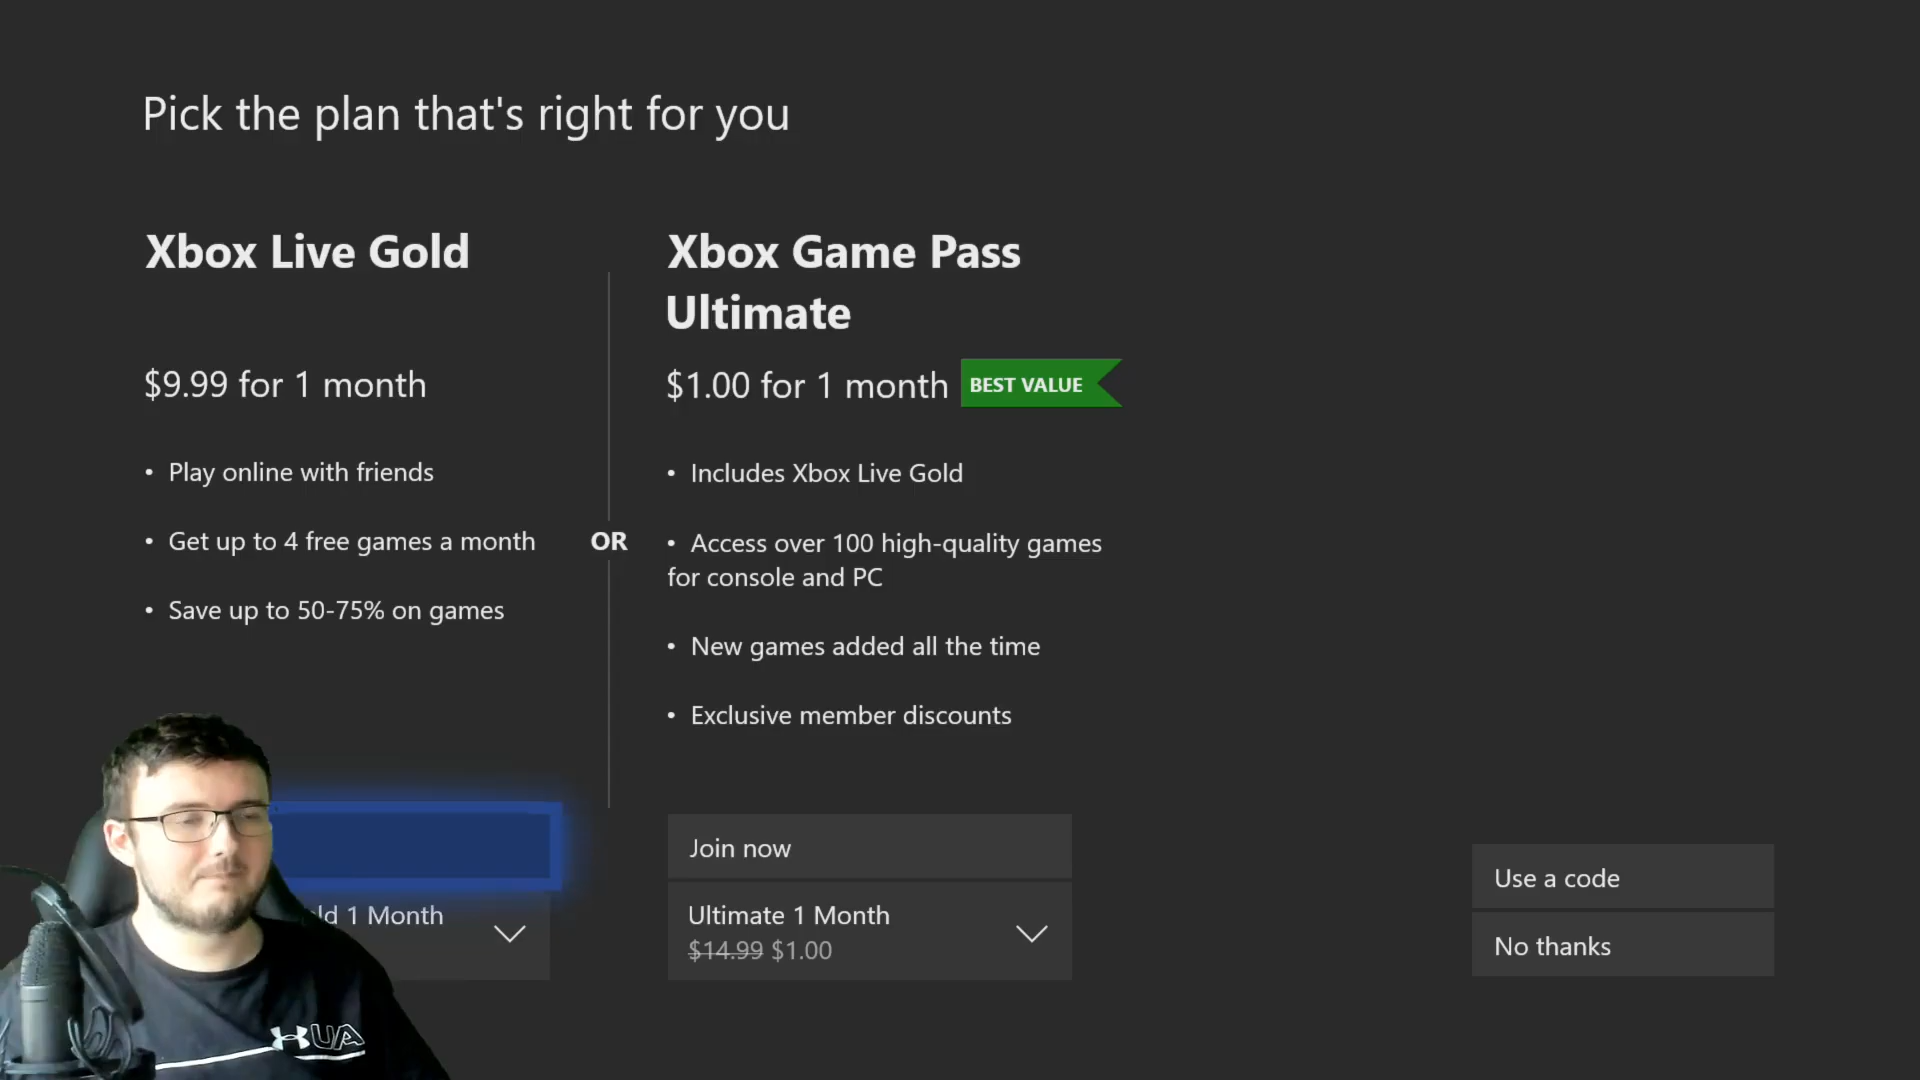 Pick the plan that's right for you
Xbox Live Gold
$9.99 for 1 month
• Play online with friends
• Get up to 4 free games a month
• Save up to 50-75% on games
OR
Xbox Game Pass
Ultimate
$1.00 for 1 month
BEST VALUE
• Includes Xbox Live Gold
• Access over 100 high-quality games
for console and PC
• New games added all the time
• Exclusive member discounts
ld 1 Month
Join now
Ultimate 1 Month
$14.99 $1.00
Use a code
No thanks
UA